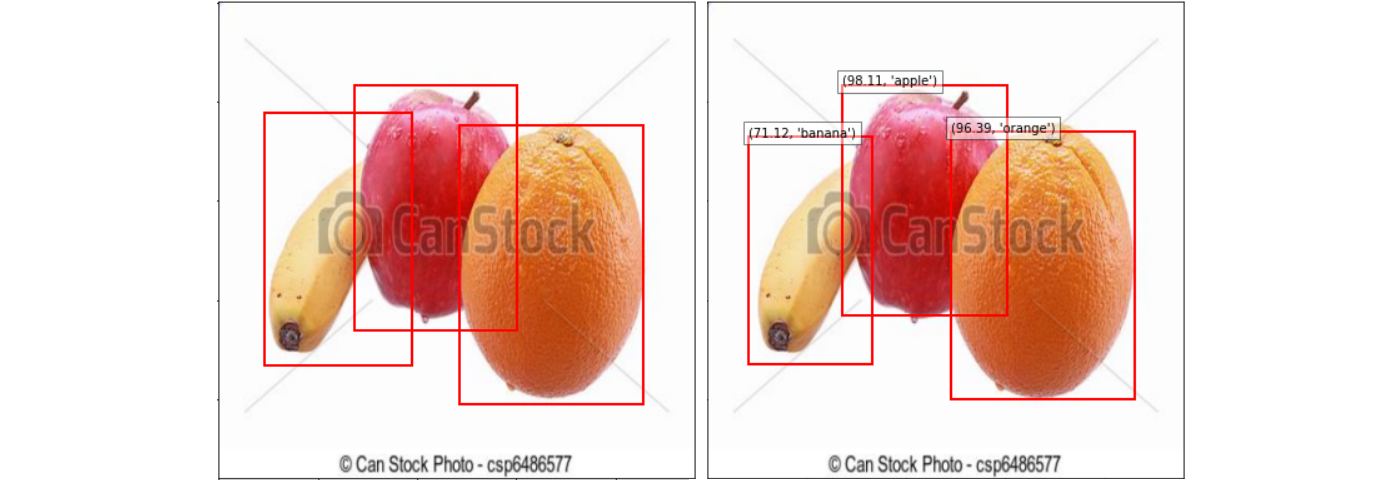 CanStock
© Can Stock Photo - csp6486577
(98.11, 'apple')
(71.12, 'banana')
(96.39, 'orange')
CanStock
© Can Stock Photo - csp6486577